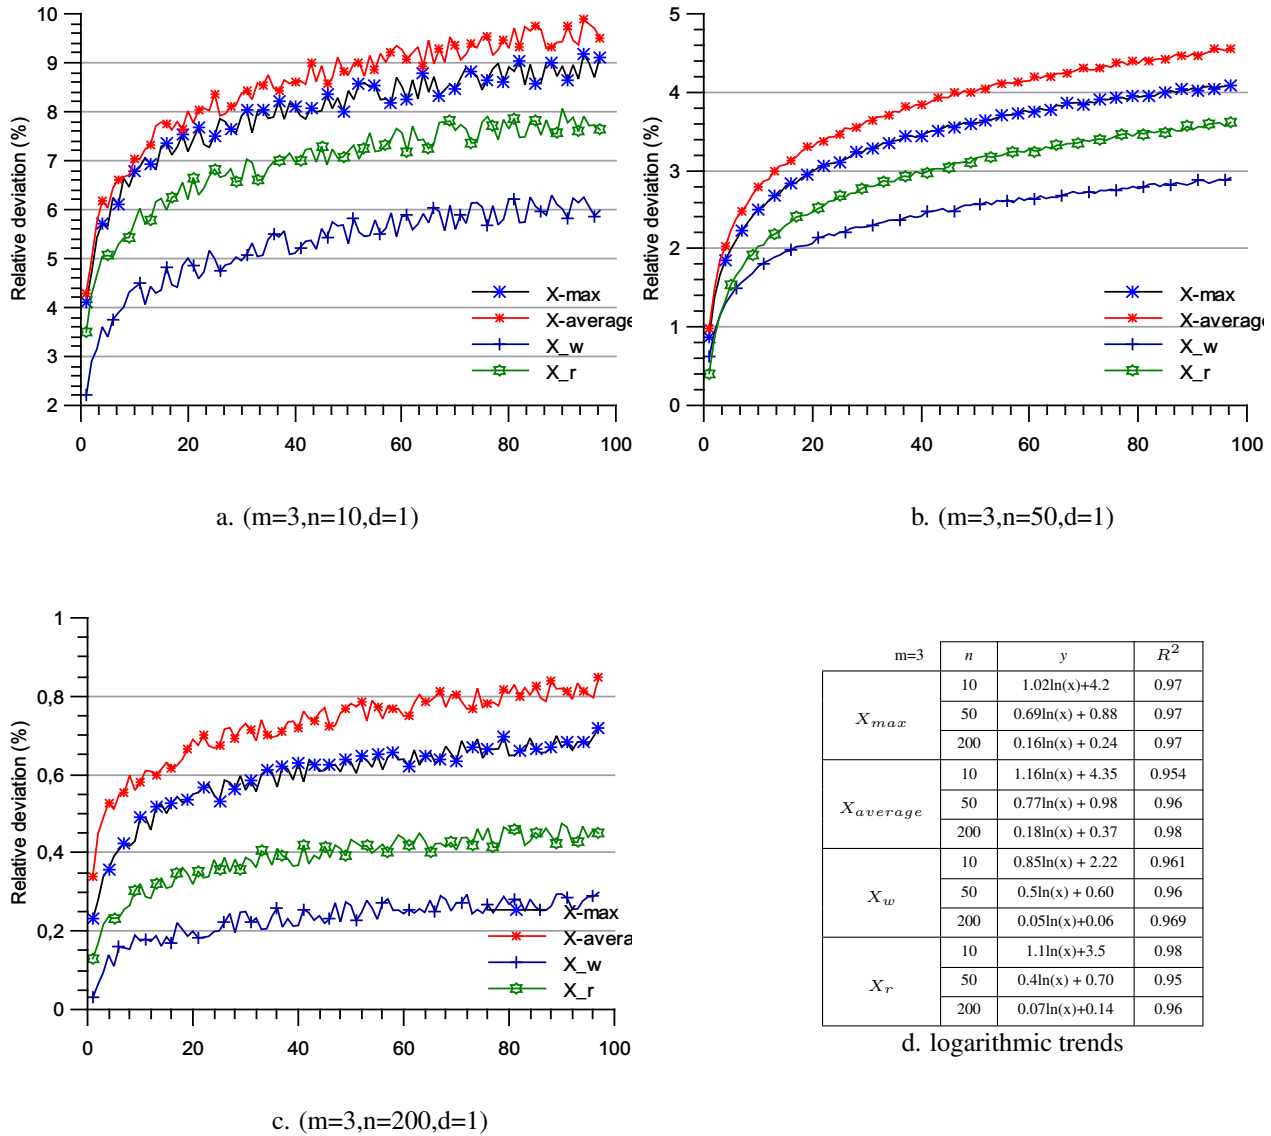 Relative deviation (%)
10
9
8
7
6
5
4
3
2
0
20
40
60
80
100
X-max
X-average
X_w
X_r
a. (m=3,n=10,d=1)
Relative deviation (%)
5
4
3
2
1
0
0
20
40
60
80
100
X-max
X-average
X_w
X_r
b. (m=3,n=50,d=1)
Relative deviation (%)
1
0,8
0,6
0,4
0,2
0
0
20
40
60
80
100
X-max
X-avera
X_w
X_r
c. (m=3,n=200,d=1)
m=3 n y R²
X_max
10 1.02ln(x)+4.2 0.97
50 0.69ln(x) + 0.88 0.97
200 0.16ln(x) + 0.24 0.97
X_average
10 1.16ln(x) + 4.35 0.954
50 0.77ln(x) + 0.98 0.96
200 0.18ln(x) + 0.37 0.98
X_w
10 0.85ln(x) + 2.22 0.961
50 0.5ln(x) + 0.60 0.96
200 0.05ln(x)+0.06 0.969
X_r
10 1.1ln(x)+3.5 0.98
50 0.4ln(x) + 0.70 0.95
200 0.07ln(x)+0.14 0.96
d. logarithmic trends